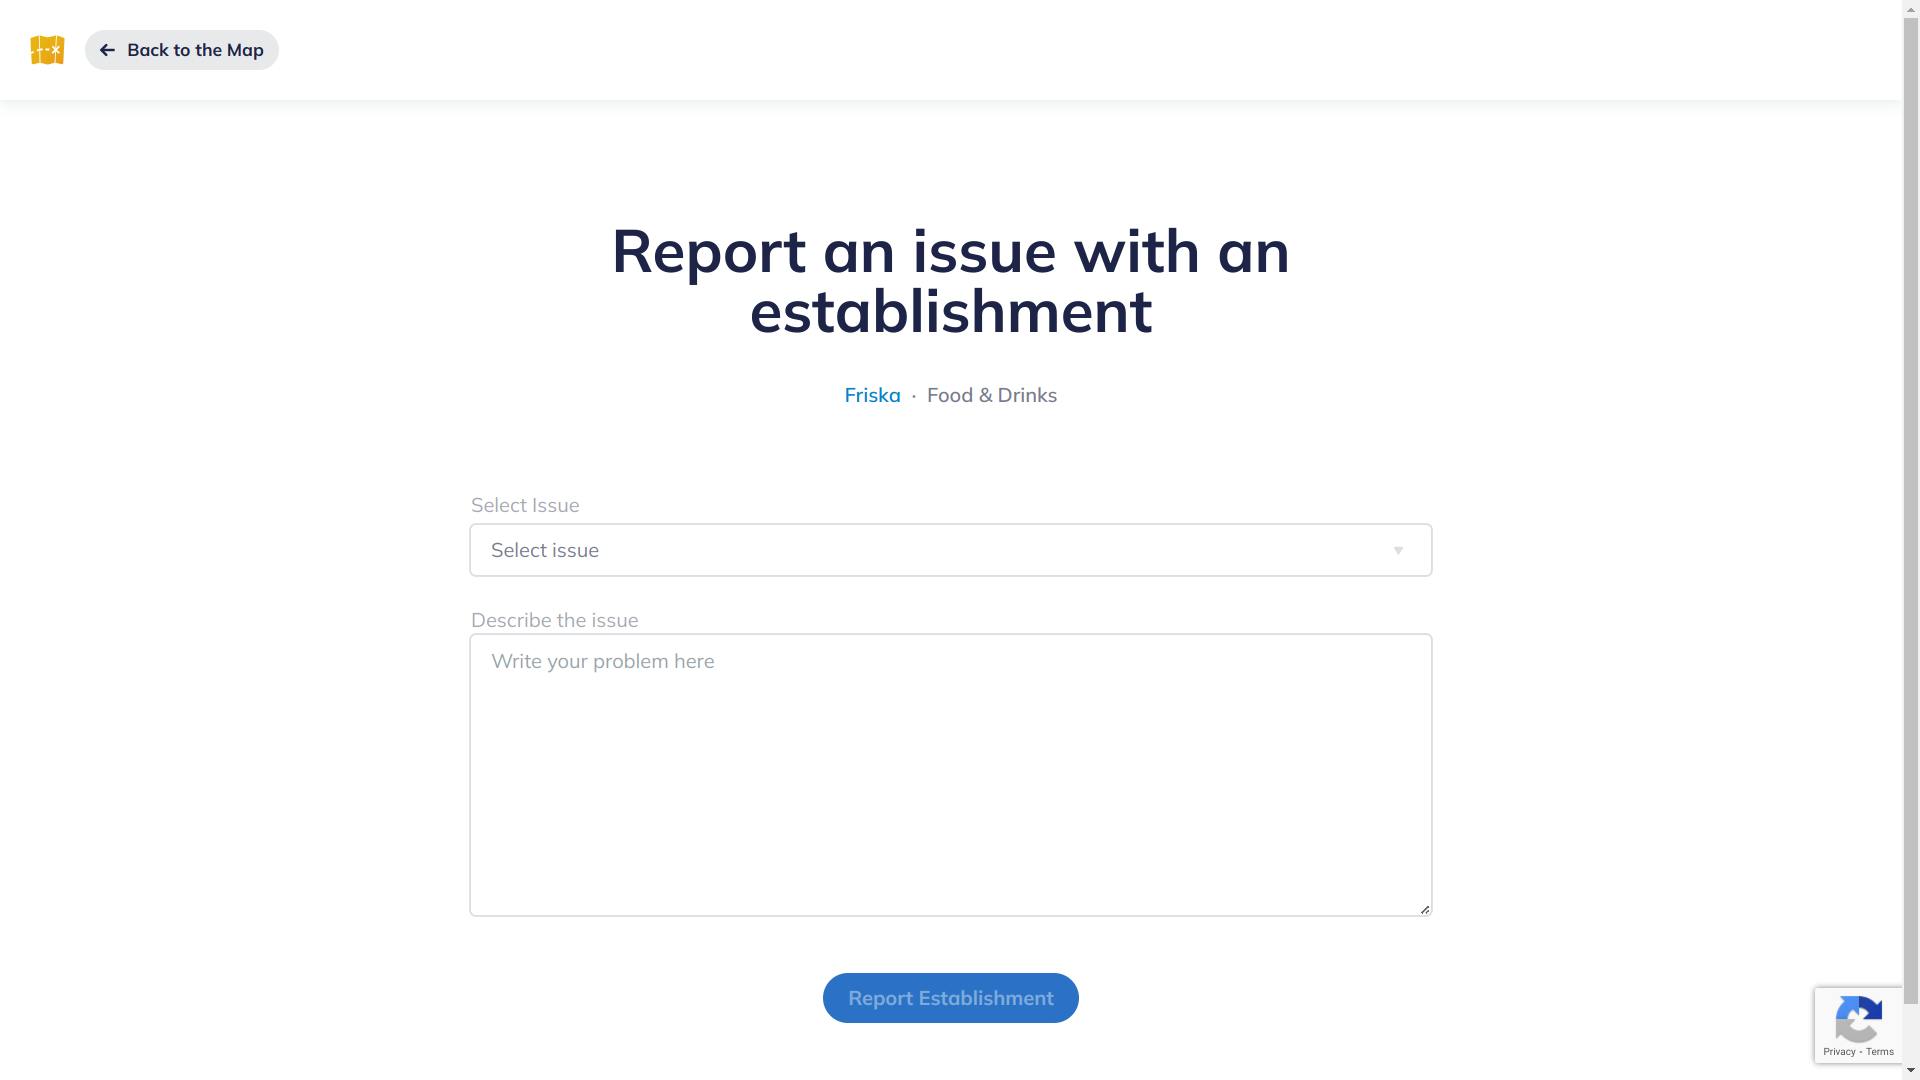 Back to the Map
Report an issue with an
establishment
Friska · Food & Drinks
Select Issue
Select issue
Describe the issue
Write your problem here
Report Establishment
Privacy - Terms